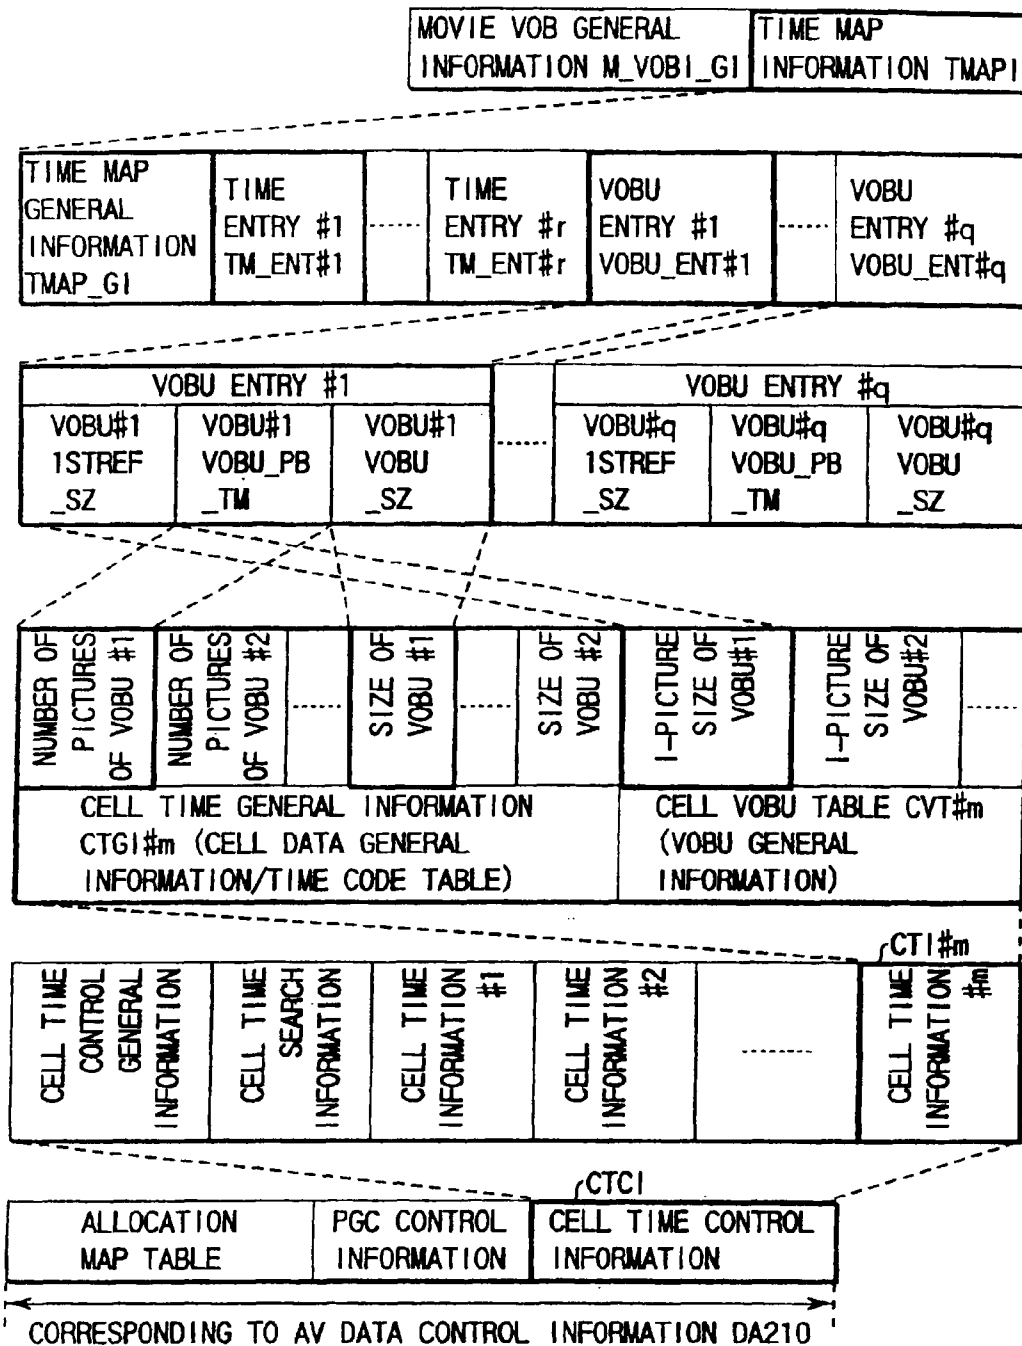 MOVIE VOB GENERAL
INFORMATION M_VOBI_GI
TIME MAP
INFORMATION TMAPI
TIME MAP
GENERAL
INFORMATION
TMAP_GI
TIME
ENTRY #1
TM_ENT#1
TIME
ENTRY #r
TM_ENT#r
VOBU
ENTRY #1
VOBU_ENT#1
VOBU
ENTRY #q
VOBU_ENT#q
VOBU ENTRY #1
VOBU#1
1STREF
_SZ
VOBU#1
VOBU_PB
_TM
VOBU#1
VOBU
_SZ
VOBU ENTRY #q
VOBU#q
1STREF
_SZ
VOBU#q
VOBU_PB
_TM
VOBU#q
VOBU
_SZ
NUMBER OF
PICTURES
OF VOBU #1
NUMBER OF
PICTURES
OF VOBU #2
SIZE OF
VOBU #1
SIZE OF
VOBU #2
I-PICTURE
SIZE OF
VOBU#1
I-PICTURE
SIZE OF
VOBU#2
CELL TIME GENERAL INFORMATION
CTGI#m (CELL DATA GENERAL
INFORMATION/TIME CODE TABLE)
CELL VOBU TABLE CVT#m
(VOBU GENERAL
INFORMATION)
CTI#m
CELL TIME
CONTROL
GENERAL
INFORMATION
CELL TIME
SEARCH
INFORMATION
CELL TIME
INFORMATION
#1
CELL TIME
INFORMATION
#2
CELL TIME
INFORMATION
#m
CTCI
ALLOCATION
MAP TABLE
PGC CONTROL
INFORMATION
CELL TIME CONTROL
INFORMATION
CORRESPONDING TO AV DATA CONTROL INFORMATION DA210